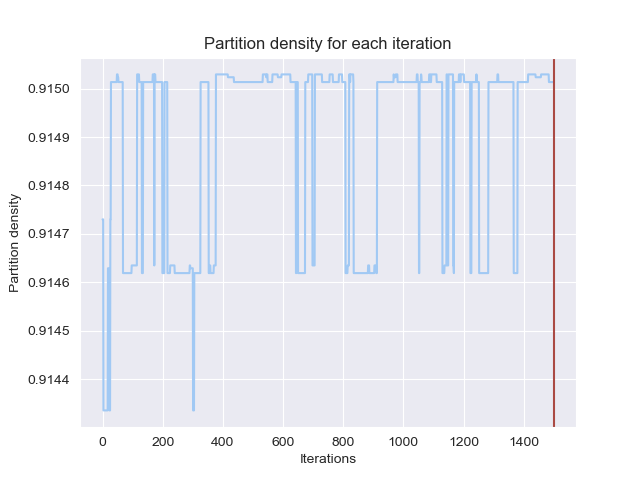 Partition density for each iteration
Partition density
0.9150
0.9149
0.9148
0.9147
0.9146
0.9145
0.9144
0 200 400 600 800 1000 1200 1400
Iterations